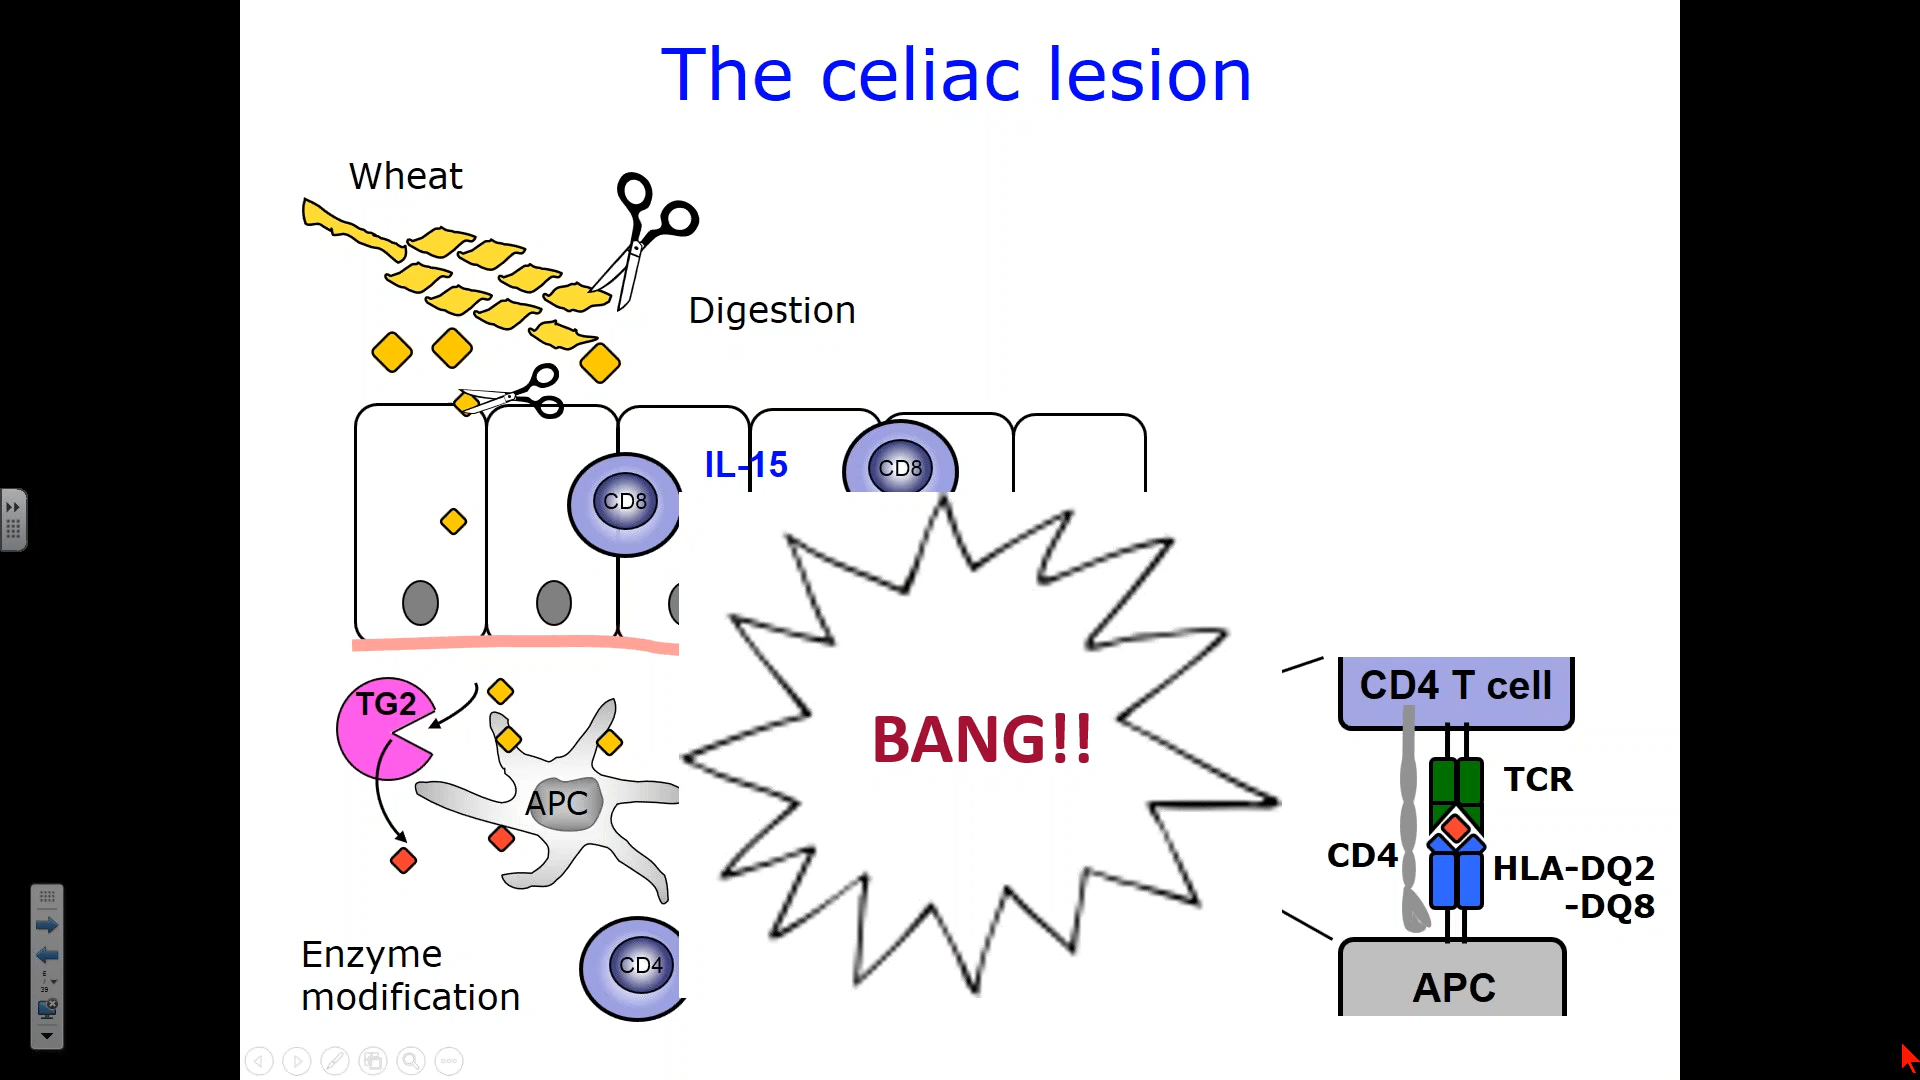 The celiac lesion
Wheat
Digestion
IL-15
CD8
CD8
TG2
APC
BANG!!
CD4 T cell
TCR
CD4
HLA-DQ2
-DQ8
APC
Enzyme
modification
CD4